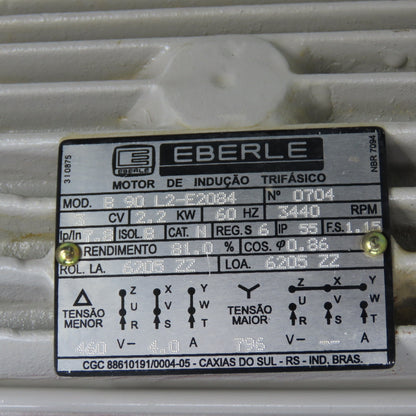 EBERLE EBERLE
MOTOR DE INDUÇÃO TRIFÁSICO
MOD. B 90 L2-E2084 Nº 0704
3 CV 2.2 KW 60 HZ 3440 RPM
Ip/In 7.8 ISOL B CAT. N REG. S 6 IP 55 F.S. 1.15
RENDIMENTO 81.0 % COS. φ 0.86
ROL. LA. 6205 ZZ LOA. 6205 ZZ
Δ TENSÃO MENOR Z X Y U V W R S T
Y TENSÃO MAIOR Z X Y U V W R S T
460 V~ 4.0 A 796 V~ -- A
CGC 88610191/0004-05 - CAXIAS DO SUL - RS - IND. BRAS.
310875
NBR 7094